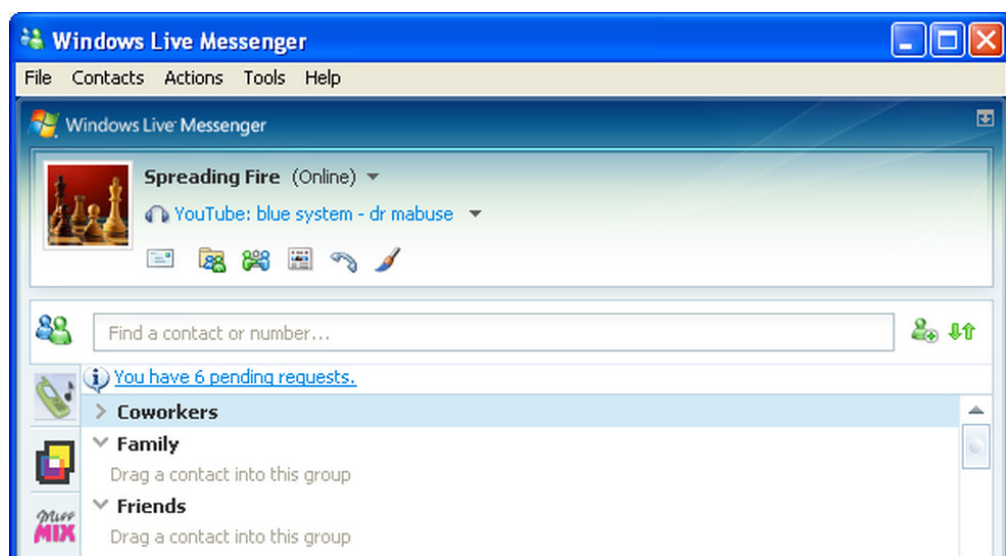 Windows Live Messenger
File Contacts Actions Tools Help
Windows Live Messenger
Spreading Fire (Online)
YouTube: blue system - dr mabuse
Find a contact or number...
You have 6 pending requests.
Coworkers
Family
Drag a contact into this group
Friends
Miss
MIX
Drag a contact into this group